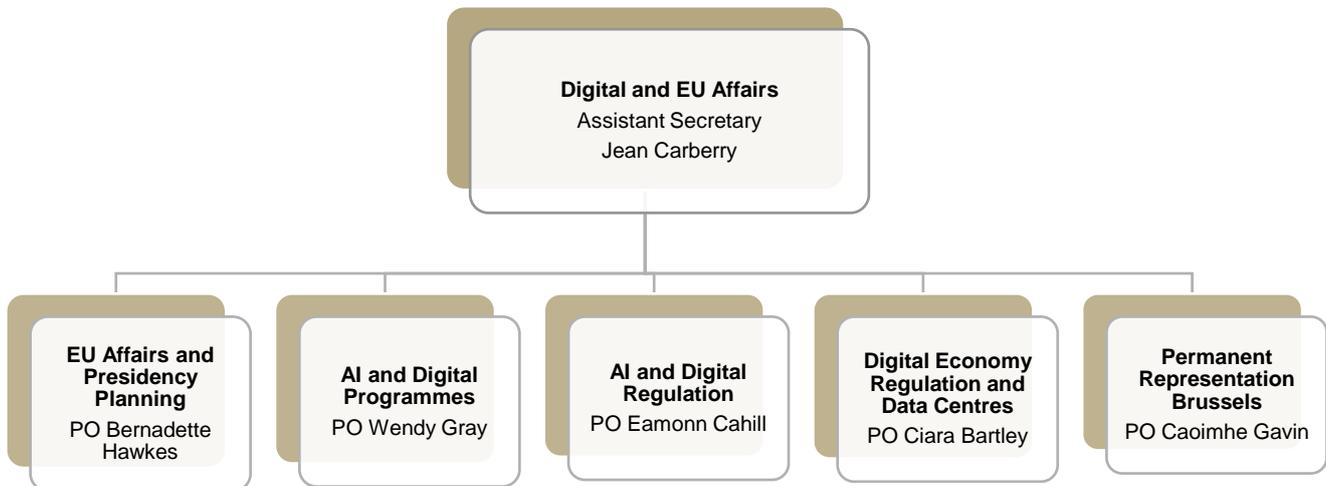 Digital and EU Affairs
Assistant Secretary
Jean Carberry
EU Affairs and
Presidency
Planning
PO Bernadette
Hawkes
AI and Digital
Programmes
PO Wendy Gray
AI and Digital
Regulation
PO Eamonn Cahill
Digital Economy
Regulation and
Data Centres
PO Ciara Bartley
Permanent
Representation
Brussels
PO Caoimhe Gavin